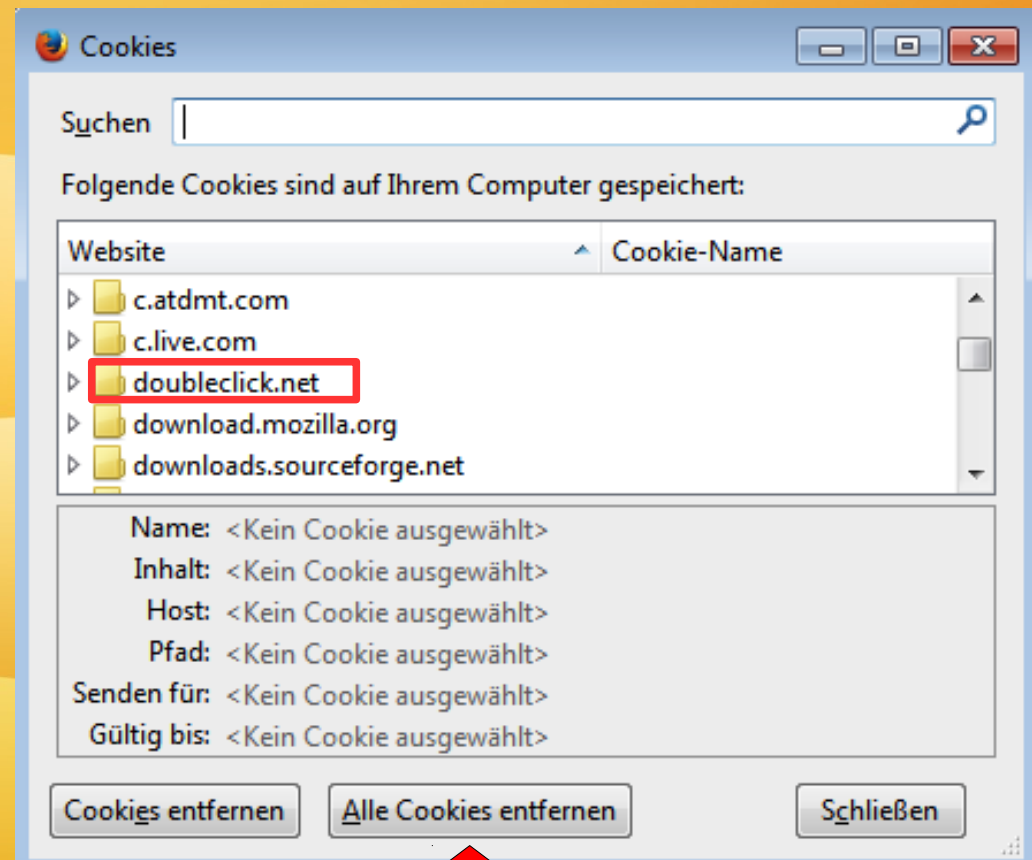 Cookies
Suchen
Folgende Cookies sind auf Ihrem Computer gespeichert:
Website Cookie-Name
c.atdmt.com
c.live.com
doubleclick.net
download.mozilla.org
downloads.sourceforge.net
Name: <Kein Cookie ausgewählt>
Inhalt: <Kein Cookie ausgewählt>
Host: <Kein Cookie ausgewählt>
Pfad: <Kein Cookie ausgewählt>
Senden für: <Kein Cookie ausgewählt>
Gültig bis: <Kein Cookie ausgewählt>
Cookies entfernen Alle Cookies entfernen Schließen